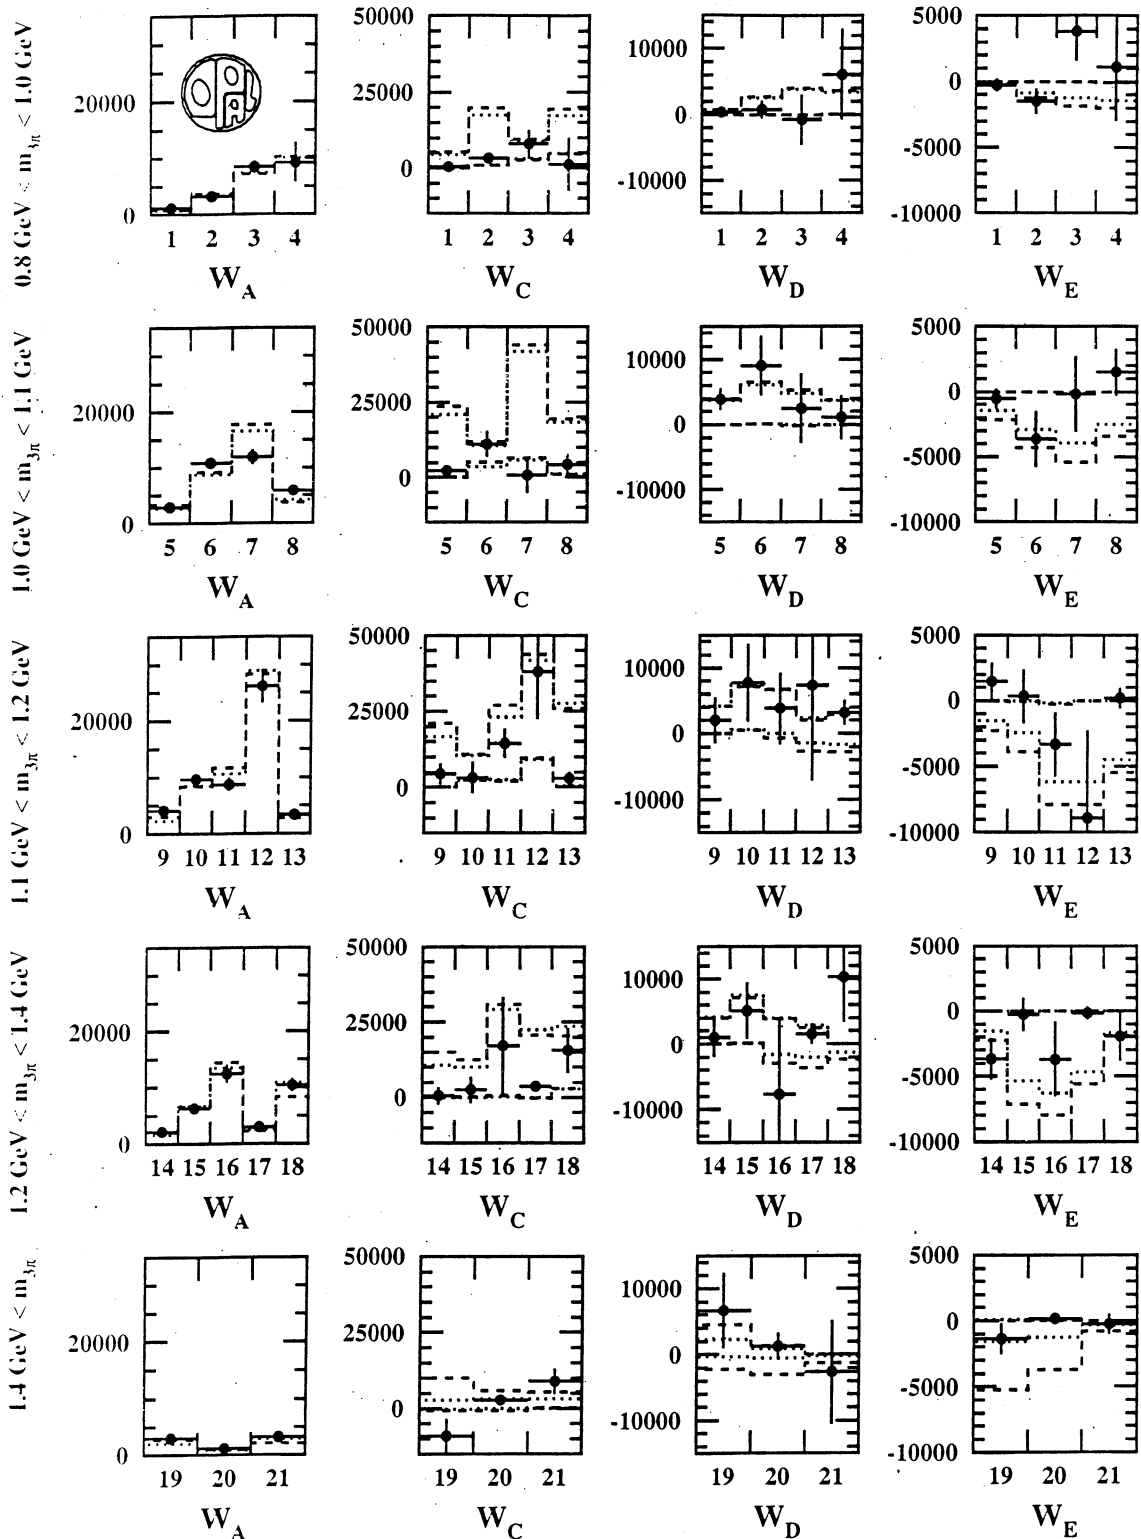 0.8 GeV < m3π < 1.0 GeV
20000
0
1 2 3 4
WA
50000
25000
0
1 2 3 4
WC
10000
0
-10000
1 2 3 4
WD
5000
0
-5000
-10000
1 2 3 4
WE
1.0 GeV < m3π < 1.1 GeV
20000
0
5 6 7 8
WA
50000
25000
0
5 6 7 8
WC
10000
0
-10000
5 6 7 8
WD
5000
0
-5000
-10000
5 6 7 8
WE
1.1 GeV < m3π < 1.2 GeV
20000
0
9 10 11 12 13
WA
50000
25000
0
9 10 11 12 13
WC
10000
0
-10000
9 10 11 12 13
WD
5000
0
-5000
-10000
9 10 11 12 13
WE
1.2 GeV < m3π < 1.4 GeV
20000
0
14 15 16 17 18
WA
50000
25000
0
14 15 16 17 18
WC
10000
0
-10000
14 15 16 17 18
WD
5000
0
-5000
-10000
14 15 16 17 18
WE
1.4 GeV < m3π
20000
0
19 20 21
WA
50000
25000
0
19 20 21
WC
10000
0
-10000
19 20 21
WD
5000
0
-5000
-10000
19 20 21
WE